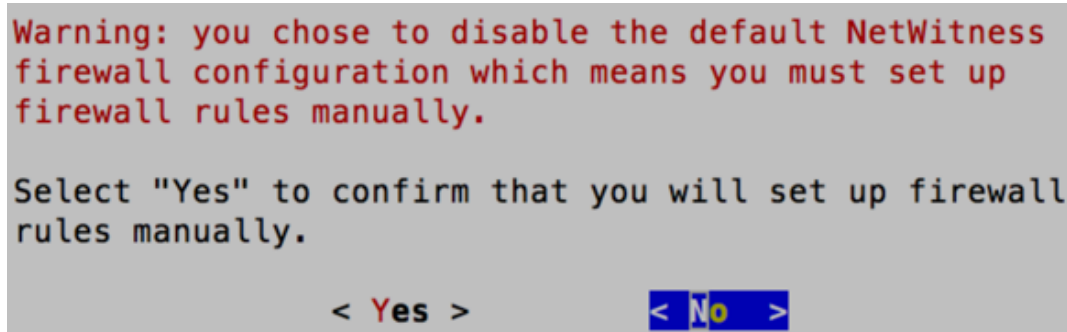 Warning: you chose to disable the default NetWitness
firewall configuration which means you must set up
firewall rules manually.
Select "Yes" to confirm that you will set up firewall
rules manually.
< Yes > < No >